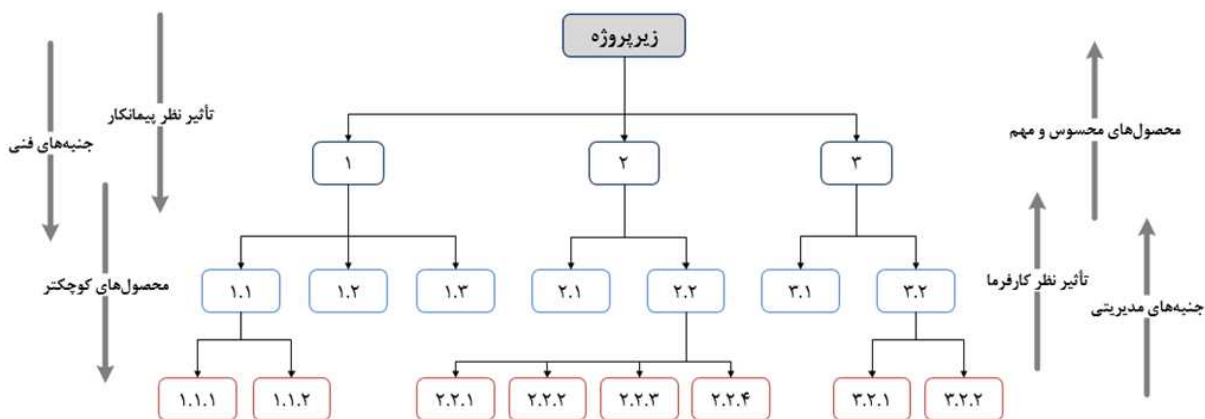 زیرپروژه
تأثیر نظر پیمانکار
جنبه‌های فنی
محصول‌های محسوس و مهم
۱
۲
۳
محصول‌های کوچکتر
تأثیر نظر کارفرما
جنبه‌های مدیریتی
۱.۱
۱.۲
۱.۳
۲.۱
۲.۲
۳.۱
۳.۲
۱.۱.۱
۱.۱.۲
۲.۲.۱
۲.۲.۲
۲.۲.۳
۲.۲.۴
۳.۲.۱
۳.۲.۲